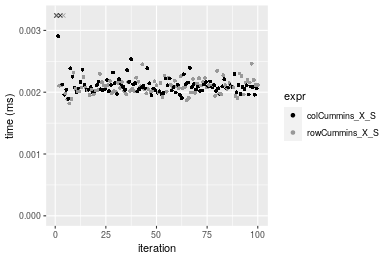 0.003
0.002
0.001
0.000
time (ms)
0
25
50
75
100
iteration
expr
colCummins_X_S
rowCummins_X_S